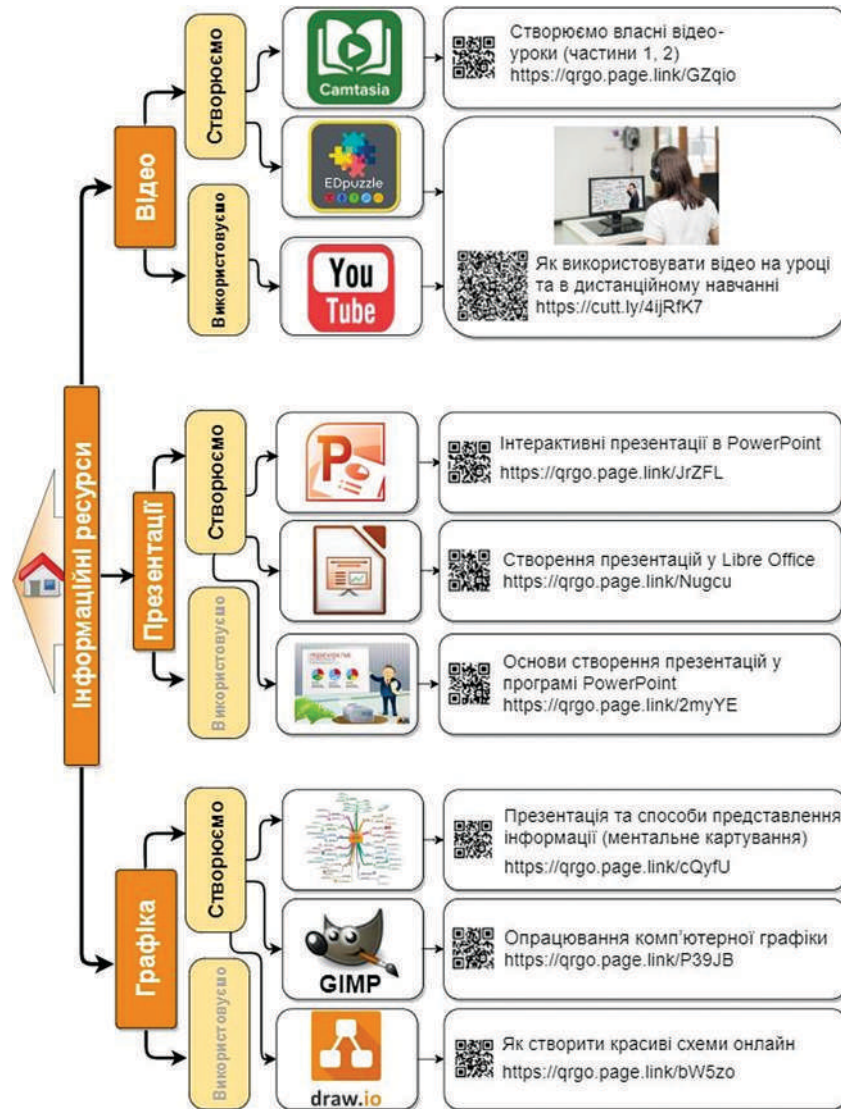 Інформаційні ресурси
Відео
Створюємо
Camtasia
Створюємо власні відео-
уроки (частини 1, 2)
https://qrgo.page.link/GZqio
EDpuzzle
Використовуємо
You
Tube
Як використовувати відео на уроці
та в дистанційному навчанні
https://cutt.ly/4ijRfK7
Презентації
Створюємо
P
Інтерактивні презентації в PowerPoint
https://qrgo.page.link/JrZFL
Створення презентацій у Libre Office
https://qrgo.page.link/Nugcu
Використовуємо
Основи створення презентацій у
програмі PowerPoint
https://qrgo.page.link/2myYE
Графіка
Створюємо
Презентація та способи представлення
інформації (ментальне картування)
https://qrgo.page.link/cQyfU
GIMP
Опрацювання комп’ютерної графіки
https://qrgo.page.link/P39JB
Використовуємо
draw.io
Як створити красиві схеми онлайн
https://qrgo.page.link/bW5zo